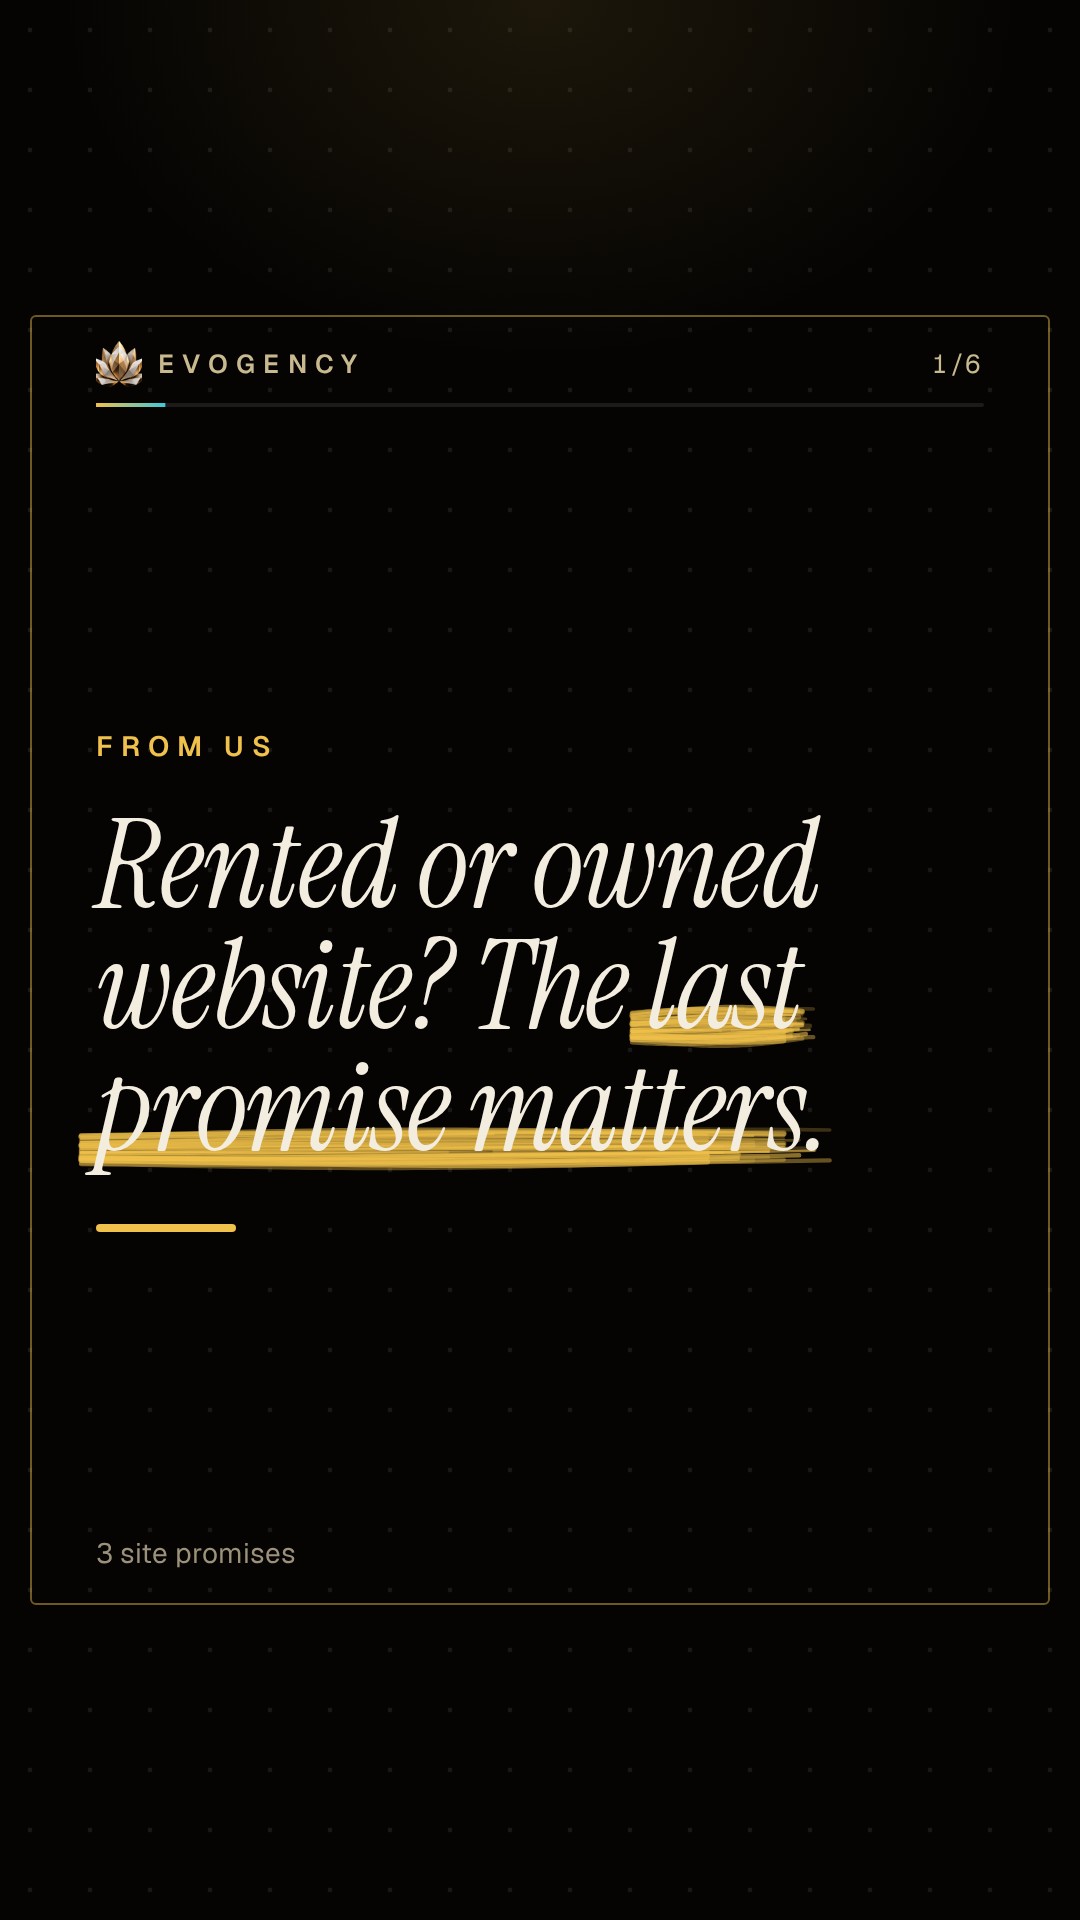 EVOGENCY
1/6
FROM US
Rented or owned
website? The last
promise matters.
3 site promises